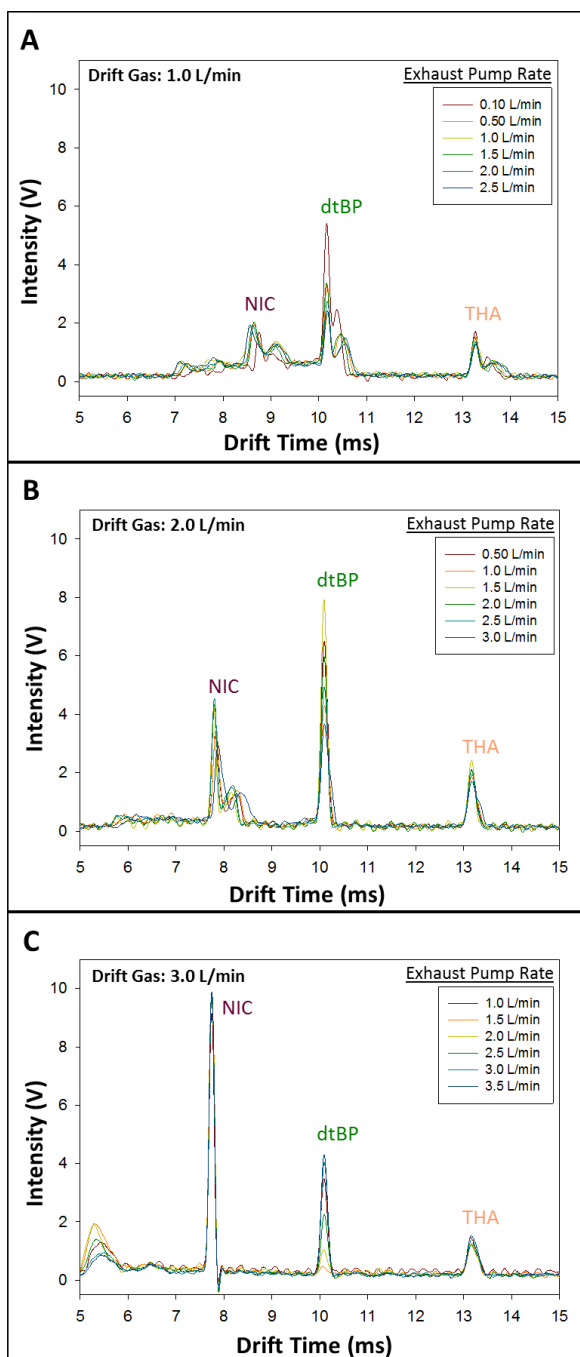 A
Drift Gas: 1.0 L/min
Exhaust Pump Rate
0.10 L/min
0.50 L/min
1.0 L/min
1.5 L/min
2.0 L/min
2.5 L/min
10
8
6
4
2
0
Intensity (V)
NIC
dtBP
THA
5 6 7 8 9 10 11 12 13 14 15
Drift Time (ms)
B
Drift Gas: 2.0 L/min
Exhaust Pump Rate
0.50 L/min
1.0 L/min
1.5 L/min
2.0 L/min
2.5 L/min
3.0 L/min
10
8
6
4
2
0
Intensity (V)
NIC
dtBP
THA
5 6 7 8 9 10 11 12 13 14 15
Drift Time (ms)
C
Drift Gas: 3.0 L/min
Exhaust Pump Rate
1.0 L/min
1.5 L/min
2.0 L/min
2.5 L/min
3.0 L/min
3.5 L/min
10
8
6
4
2
0
Intensity (V)
NIC
dtBP
THA
5 6 7 8 9 10 11 12 13 14 15
Drift Time (ms)